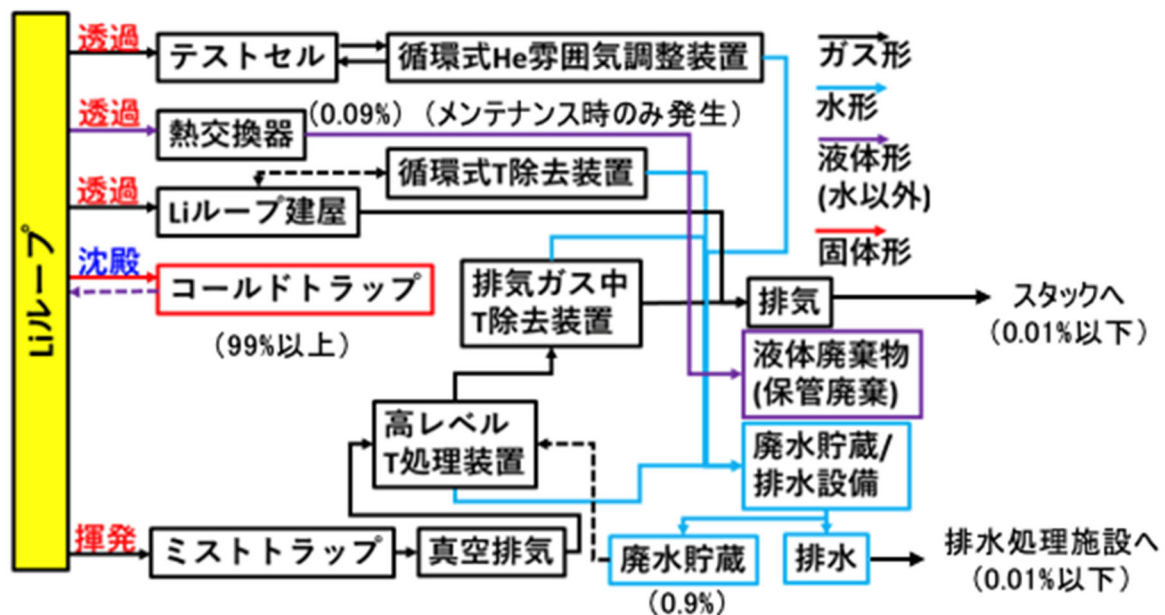 Liループ
透過
テストセル
循環式He雰囲気調整装置
ガス形
水形
液体形
(水以外)
固体形
透過
熱交換器
(0.09%)（メンテナンス時のみ発生）
循環式T除去装置
透過
Liループ建屋
沈殿
コールドトラップ
(99%以上)
排気ガス中
T除去装置
排気
スタックへ
(0.01%以下)
液体廃棄物
(保管廃棄)
高レベル
T処理装置
廃水貯蔵/
排水設備
揮発
ミストトラップ
真空排気
廃水貯蔵
(0.9%)
排水
排水処理施設へ
(0.01%以下)